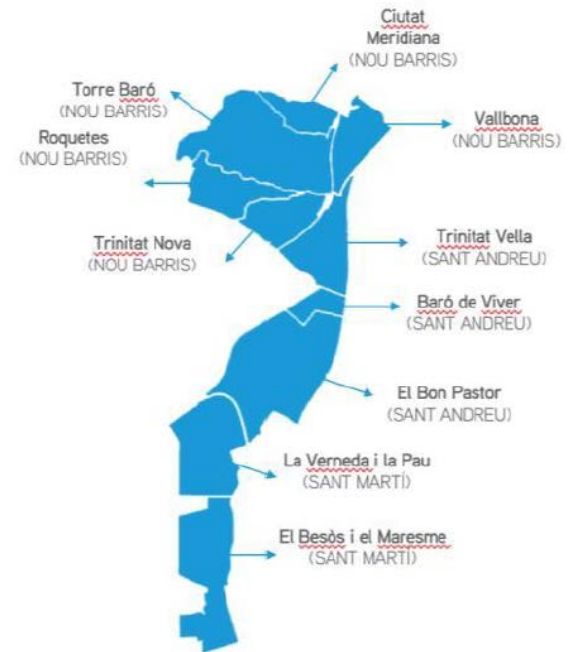 Ciutat
Meridiana
(NOU BARRIS)
Torre Baró
(NOU BARRIS)
Vallbona
(NOU BARRIS)
Roquetes
(NOU BARRIS)
Trinitat Nova
(NOU BARRIS)
Trinitat Vella
(SANT ANDREU)
Baró de Viver
(SANT ANDREU)
El Bon Pastor
(SANT ANDREU)
La Verneda i la Pau
(SANT MARTÍ)
El Besòs i el Maresme
(SANT MARTÍ)